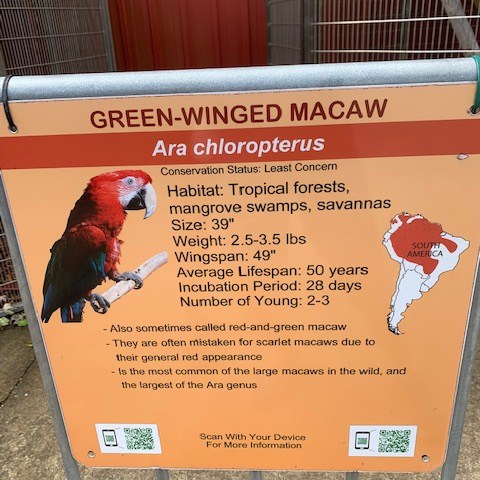 GREEN-WINGED MACAW
Ara chloropterus
Conservation Status: Least Concern
Habitat: Tropical forests,
mangrove swamps, savannas
Size: 39"
Weight: 2.5-3.5 lbs
Wingspan: 49"
Average Lifespan: 50 years
Incubation Period: 28 days
Number of Young: 2-3
SOUTH
AMERICA
- Also sometimes called red-and-green macaw
- They are often mistaken for scarlet macaws due to
their general red appearance
- Is the most common of the large macaws in the wild, and
the largest of the Ara genus
Scan With Your Device
For More Information